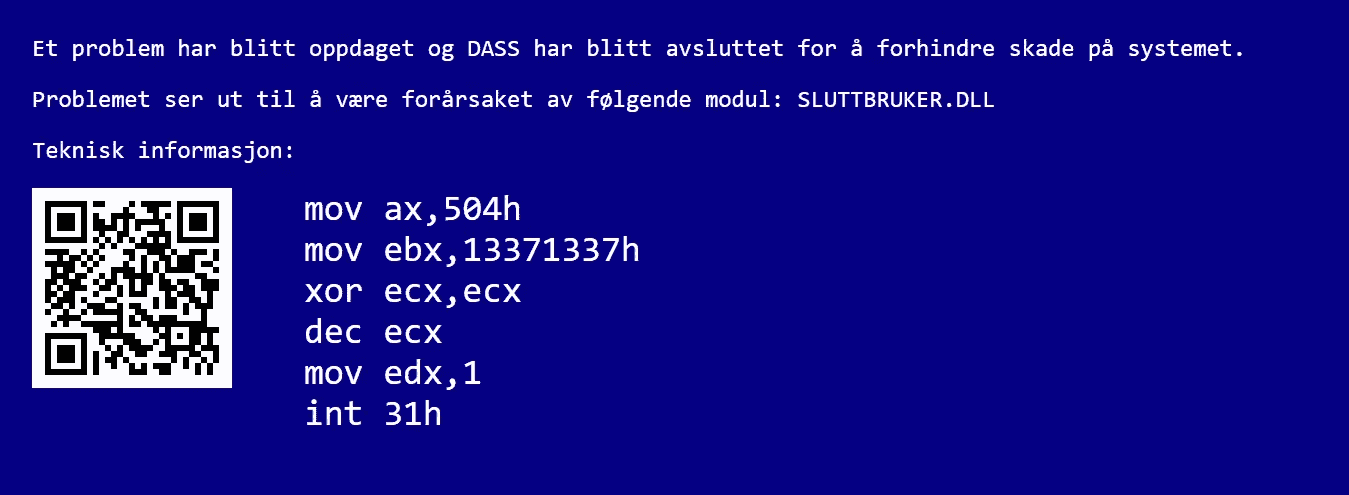 Et problem har blitt oppdaget og DASS har blitt avsluttet for å forhindre skade på systemet.
Problemet ser ut til å være forårsaket av følgende modul: SLUTTBRUKER.DLL
Teknisk informasjon:
mov ax,504h
mov ebx,13371337h
xor ecx,ecx
dec ecx
mov edx,1
int 31h